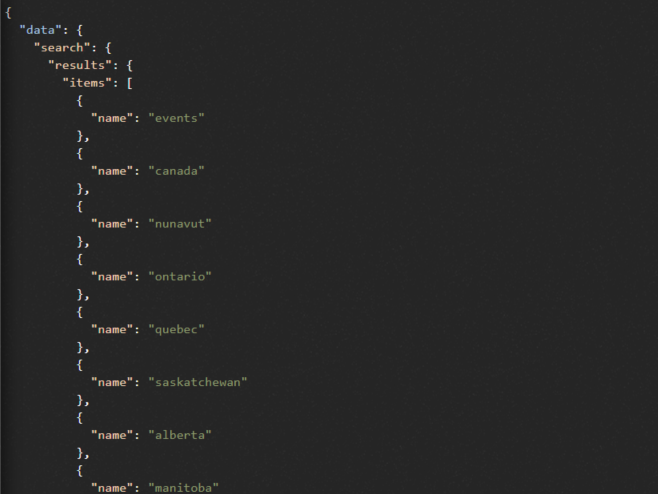 {
  "data": {
    "search": {
      "results": {
        "items": [
          {
            "name": "events"
          },
          {
            "name": "canada"
          },
          {
            "name": "nunavut"
          },
          {
            "name": "ontario"
          },
          {
            "name": "quebec"
          },
          {
            "name": "saskatchewan"
          },
          {
            "name": "alberta"
          },
          {
            "name": "manitoba"